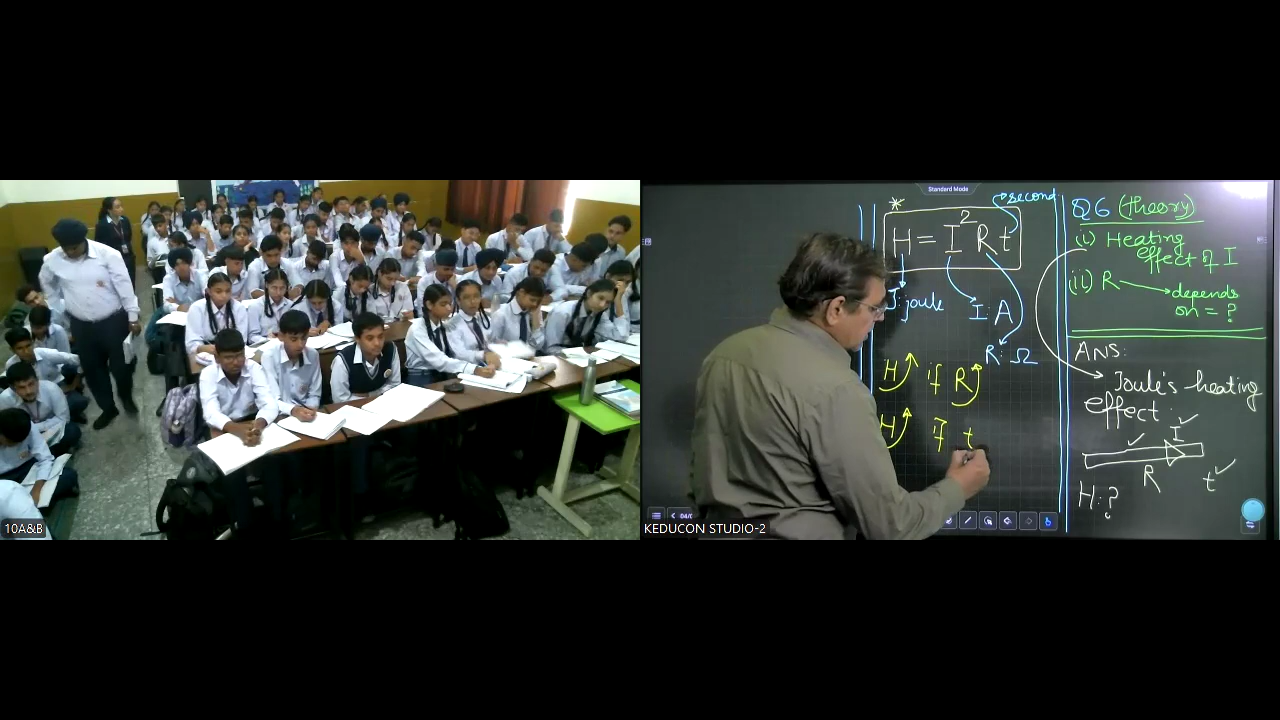 Standard Mode
*
second
H = I² R t
J: joule
I: A
R: Ω
H if R
H if t
Q6 (theory)
(i) Heating
effect of I
(ii) R → depends
on = ?
ANS:
Joule's heating
effect:
I
R
t
H: ?
10A&B
KEDUCON STUDIO-2